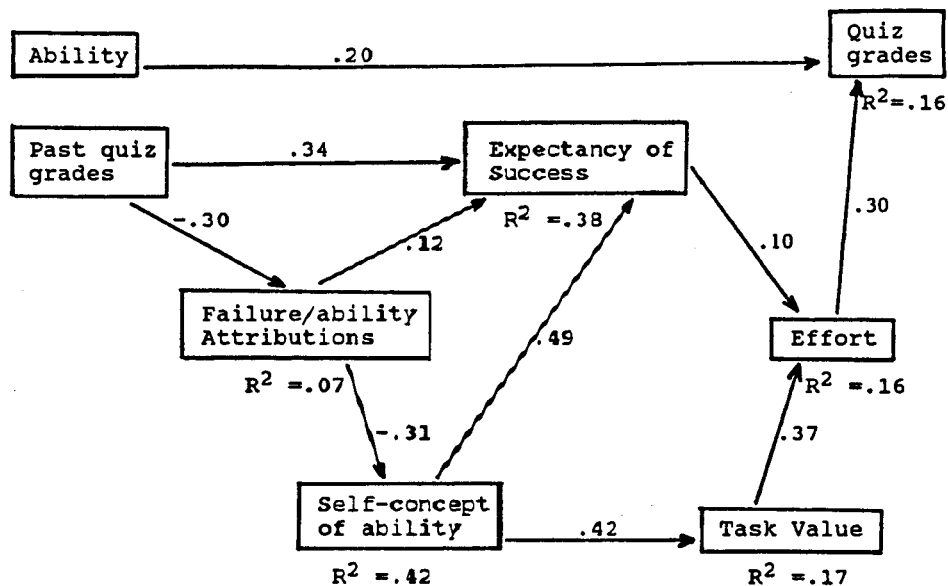 Quiz
grades
Ability
.20
R²=.16
Past quiz
grades
.34
Expectancy of
Success
R² =.38
-.30
.12
.10
.30
Failure/ability
Attributions
R² =.07
.49
Effort
R² =.16
-.31
.37
Self-concept
of ability
R² =.42
.42
Task Value
R² =.17